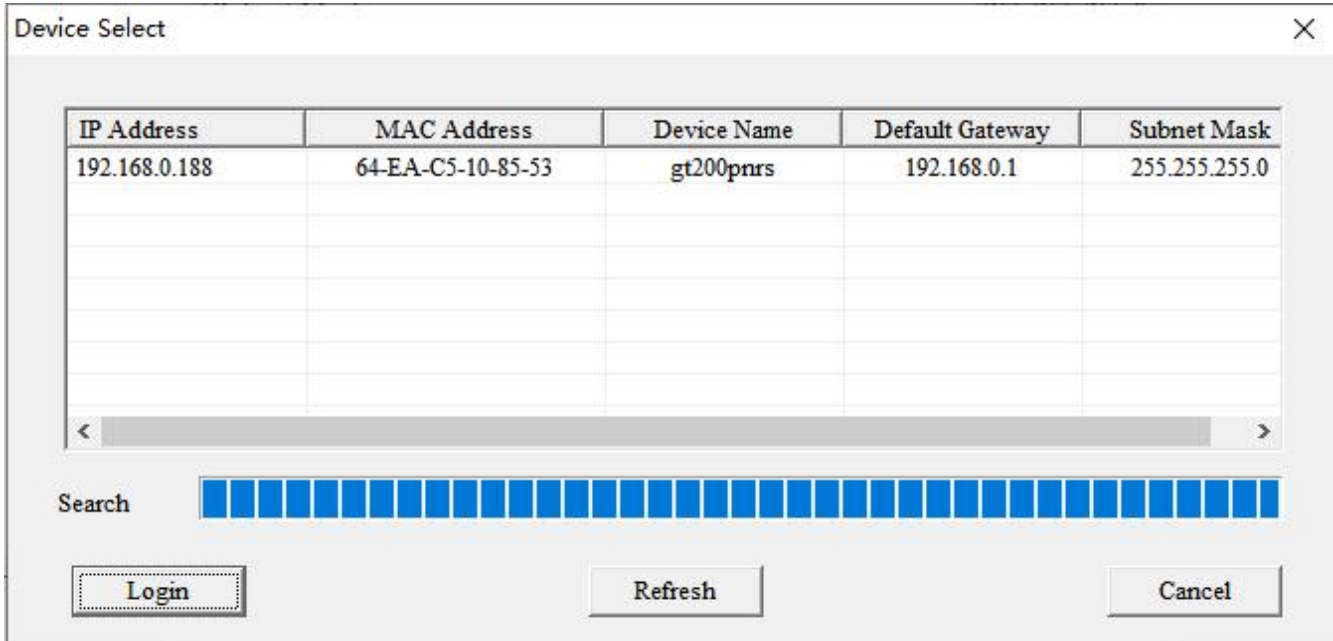 Device Select
IP Address MAC Address Device Name Default Gateway Subnet Mask
192.168.0.188 64-EA-C5-10-85-53 gt200pnrs 192.168.0.1 255.255.255.0
Search
Login Refresh Cancel